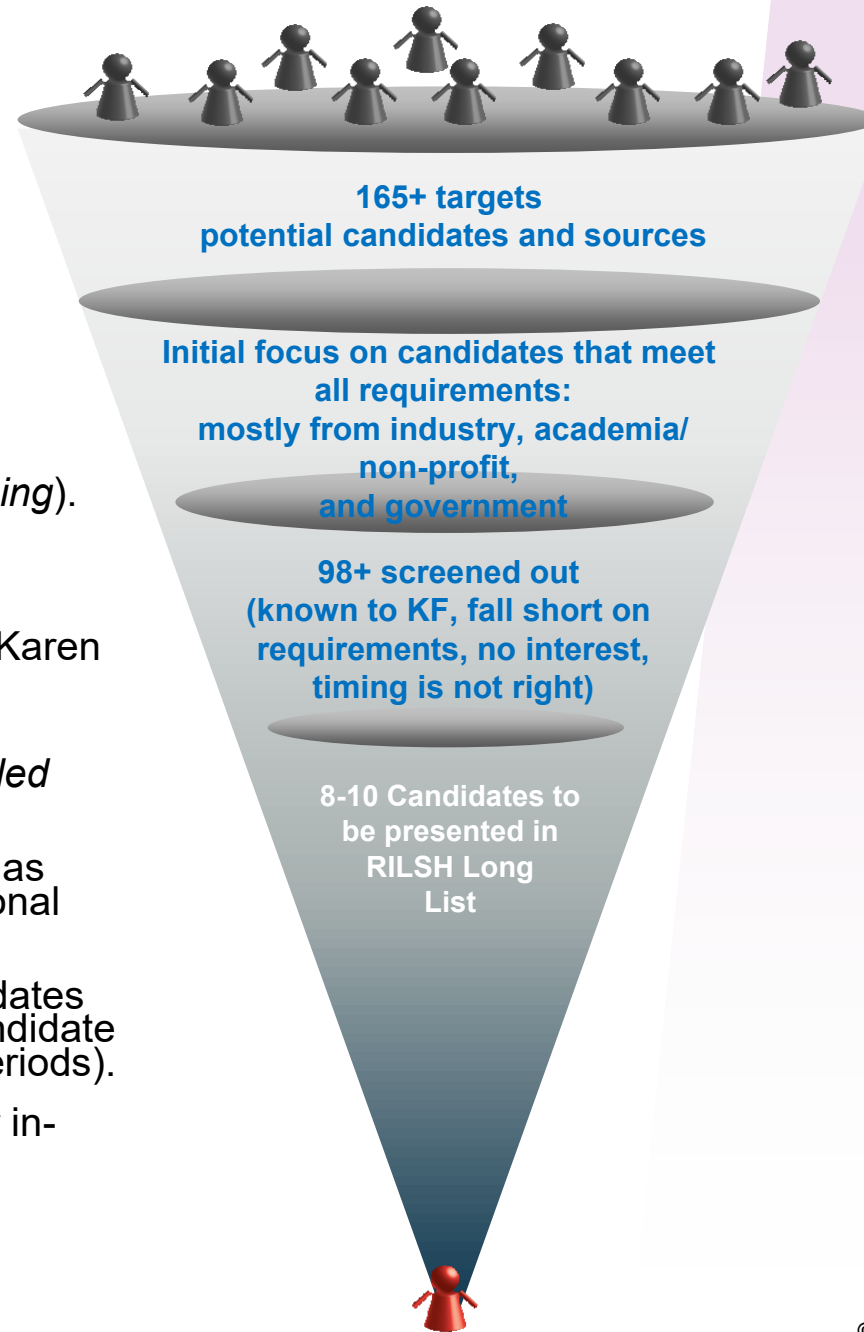 165+ targets
potential candidates and sources
Initial focus on candidates that meet
all requirements:
mostly from industry, academia/
non-profit,
and government
98+ screened out
(known to KF, fall short on
requirements, no interest,
timing is not right)
8-10 Candidates to
be presented in
RILSH Long
List
ing).
Karen
led
as
onal
dates
ndidate
eriods).
in-
©